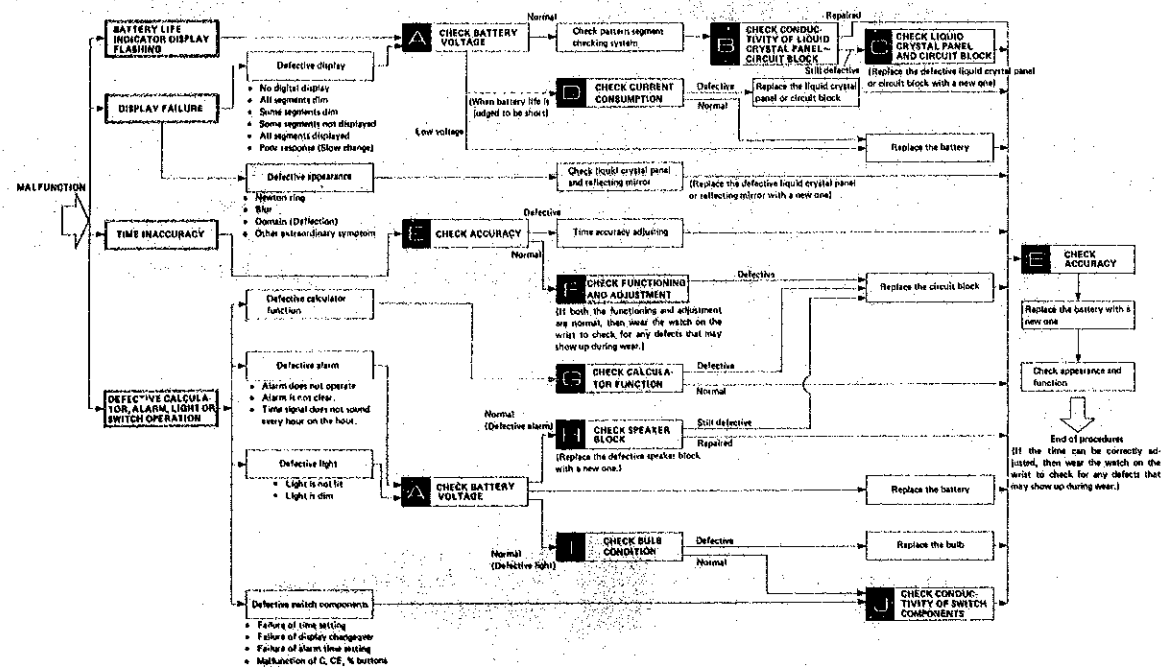 MALFUNCTION
BATTERY LIFE
INDICATOR DISPLAY
FLASHING
DISPLAY FAILURE
TIME INACCURACY
DEFECTIVE CALCULA-
TOR, ALARM, LIGHT OR
SWITCH OPERATION
Defective display
• No digital display
• All segments dim
• Some segments dim
• Some segments not displayed
• All segments displayed
• Poor response (Slow change)
Defective appearance
• Newton ring
• Blur
• Domain (Deflection)
• Other extraordinary symptom
Defective calculator
function
Defective alarm
• Alarm does not operate
• Alarm is not clear.
• Time signal does not sound
every hour on the hour.
Defective light
• Light is not lit
• Light is dim
Defective switch components
• Failure of time setting
• Failure of display changeover
• Failure of alarm time setting
• Malfunction of C, CE, % buttons
A CHECK BATTERY
VOLTAGE
Normal
(When battery life is
judged to be short)
Low voltage
E CHECK ACCURACY
Defective
Normal
Normal
(Defective alarm)
A CHECK BATTERY
VOLTAGE
Normal
(Defective light)
Check pattern segment
checking system
D CHECK CURRENT
CONSUMPTION
Defective
Normal
Check liquid crystal panel
and reflecting mirror
(Replace the defective liquid crystal panel
or reflecting mirror with a new one)
Time accuracy adjusting
F CHECK FUNCTIONING
AND ADJUSTMENT
Defective
(If both the functioning and adjustment
are normal, then wear the watch on the
wrist to check for any defects that may
show up during wear.)
G CHECK CALCULA-
TOR FUNCTION
Defective
Normal
H CHECK SPEAKER
BLOCK
Still defective
Repaired
(Replace the defective speaker block
with a new one.)
I CHECK BULB
CONDITION
Defective
Normal
B CHECK CONDUC-
TIVITY OF LIQUID
CRYSTAL PANEL~
CIRCUIT BLOCK
Repaired
Still defective
C CHECK LIQUID
CRYSTAL PANEL
AND CIRCUIT BLOCK
(Replace the defective liquid crystal panel
or circuit block with a new one)
Replace the liquid crystal
panel or circuit block
Replace the battery
Replace the circuit block
Replace the battery
Replace the bulb
J CHECK CONDUC-
TIVITY OF SWITCH
COMPONENTS
E CHECK
ACCURACY
Replace the battery with a
new one
Check appearance and
function
End of procedures
(If the time can be correctly ad-
justed, then wear the watch on the
wrist to check for any defects that
may show up during wear.)